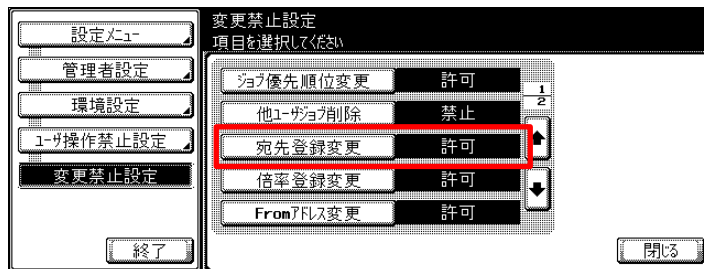 設定ﾒﾆｭｰ
管理者設定
環境設定
ﾕｰｻﾞ操作禁止設定
変更禁止設定
終了
変更禁止設定
項目を選択してください
ｼﾞｮﾌﾞ優先順位変更 許可
他ﾕｰｻﾞｼﾞｮﾌﾞ削除 禁止
宛先登録変更 許可
倍率登録変更 許可
Fromｱﾄﾞﾚｽ変更 許可
1
2
閉じる